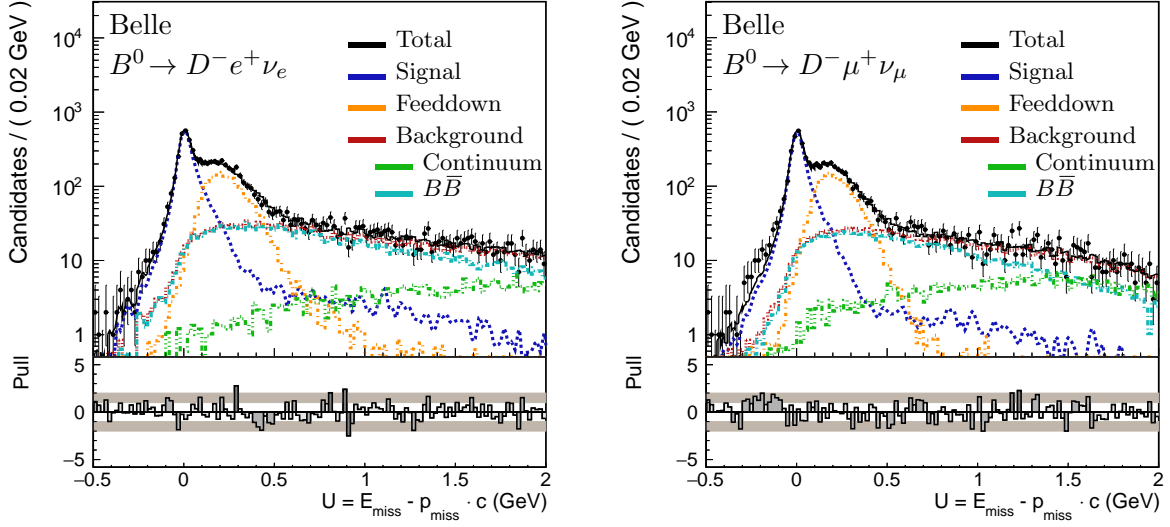 Candidates / ( 0.02 GeV )
10⁴
10³
10²
10
1
Belle
B⁰ → D⁻ e⁺ νₑ
Total
Signal
Feeddown
Background
Continuum
BB̅
Pull
5
0
−5
−0.5 0 0.5 1 1.5 2
U = E_miss - p_miss · c (GeV)
Candidates / ( 0.02 GeV )
10⁴
10³
10²
10
1
Belle
B⁰ → D⁻ μ⁺ ν_μ
Total
Signal
Feeddown
Background
Continuum
BB̅
Pull
5
0
−5
−0.5 0 0.5 1 1.5 2
U = E_miss - p_miss · c (GeV)